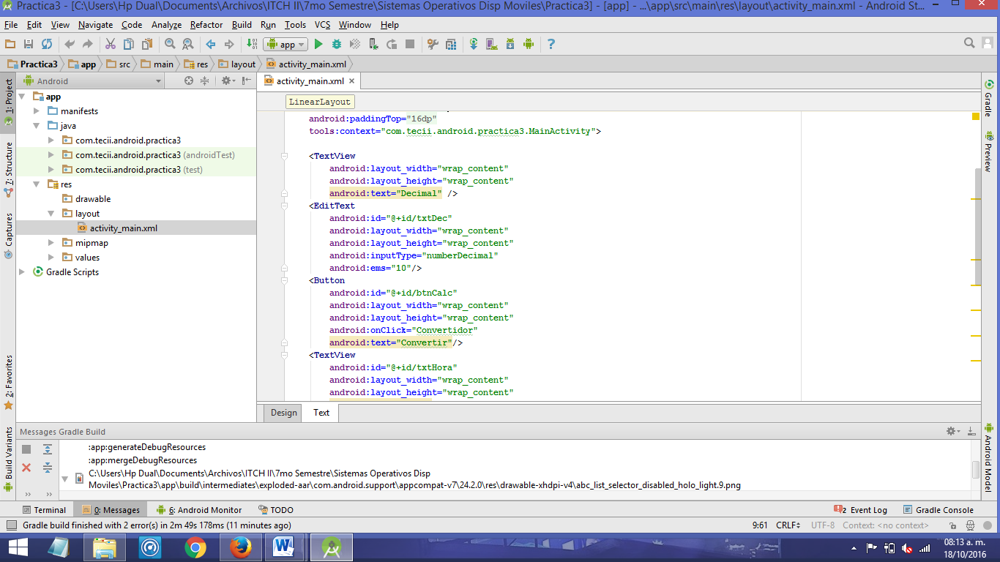 Practica3 - [C:\Users\Hp Dual\Documents\Archivos\ITCH II\7mo Semestre\Sistemas Operativos Disp Moviles\Practica3] - [app] - ...\app\src\main\res\layout\activity_main.xml - Android St...
File Edit View Navigate Code Analyze Refactor Build Run Tools VCS Window Help
app
Practica3 app src main res layout activity_main.xml
1: Project
7: Structure
Captures
2: Favorites
Build Variants
Android
app
manifests
java
com.tecii.android.practica3
com.tecii.android.practica3 (androidTest)
com.tecii.android.practica3 (test)
res
drawable
layout
activity_main.xml
mipmap
values
Gradle Scripts
activity_main.xml
LinearLayout
android:paddingTop="16dp"
tools:context="com.tecii.android.practica3.MainActivity">
<TextView
android:layout_width="wrap_content"
android:layout_height="wrap_content"
android:text="Decimal" />
<EditText
android:id="@+id/txtDec"
android:layout_width="wrap_content"
android:layout_height="wrap_content"
android:inputType="numberDecimal"
android:ems="10"/>
<Button
android:id="@+id/btnCalc"
android:layout_width="wrap_content"
android:layout_height="wrap_content"
android:onClick="Convertidor"
android:text="Convertir"/>
<TextView
android:id="@+id/txtHora"
android:layout_width="wrap_content"
android:layout_height="wrap_content"
Design Text
Gradle
Preview
Android Model
Messages Gradle Build
:app:generateDebugResources
:app:mergeDebugResources
C:\Users\Hp Dual\Documents\Archivos\ITCH II\7mo Semestre\Sistemas Operativos Disp
Moviles\Practica3\app\build\intermediates\exploded-aar\com.android.support\appcompat-v7\24.2.0\res\drawable-xhdpi-v4\abc_list_selector_disabled_holo_light.9.png
Terminal 0: Messages 6: Android Monitor TODO 2 Event Log Gradle Console
Gradle build finished with 2 error(s) in 2m 49s 178ms (11 minutes ago) 9:61 CRLF UTF-8 Context: <no context>
08:13 a. m.
18/10/2016